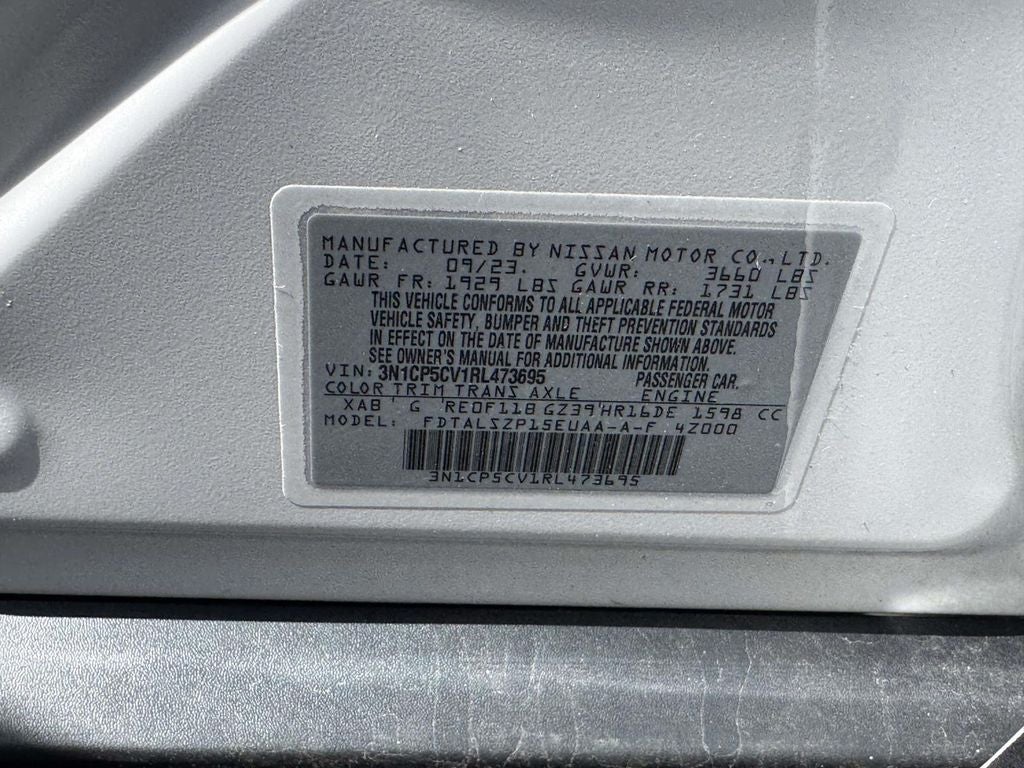 MANUFACTURED BY NISSAN MOTOR CO., LTD.
DATE: 09/23. GVWR: 3660 LBS
GAWR FR: 1929 LBS GAWR RR: 1731 LBS
THIS VEHICLE CONFORMS TO ALL APPLICABLE FEDERAL MOTOR
VEHICLE SAFETY, BUMPER AND THEFT PREVENTION STANDARDS
IN EFFECT ON THE DATE OF MANUFACTURE SHOWN ABOVE.
SEE OWNER'S MANUAL FOR ADDITIONAL INFORMATION.
VIN: 3N1CP5CV1RL473695 PASSENGER CAR.
COLOR TRIM TRANS AXLE ENGINE
XAB ' G 'RE0F11B GZ39'HR16DE 1598 CC
MODEL: FDTALSZP15EUAA-A-F 4Z000
3N1CP5CV1RL473695